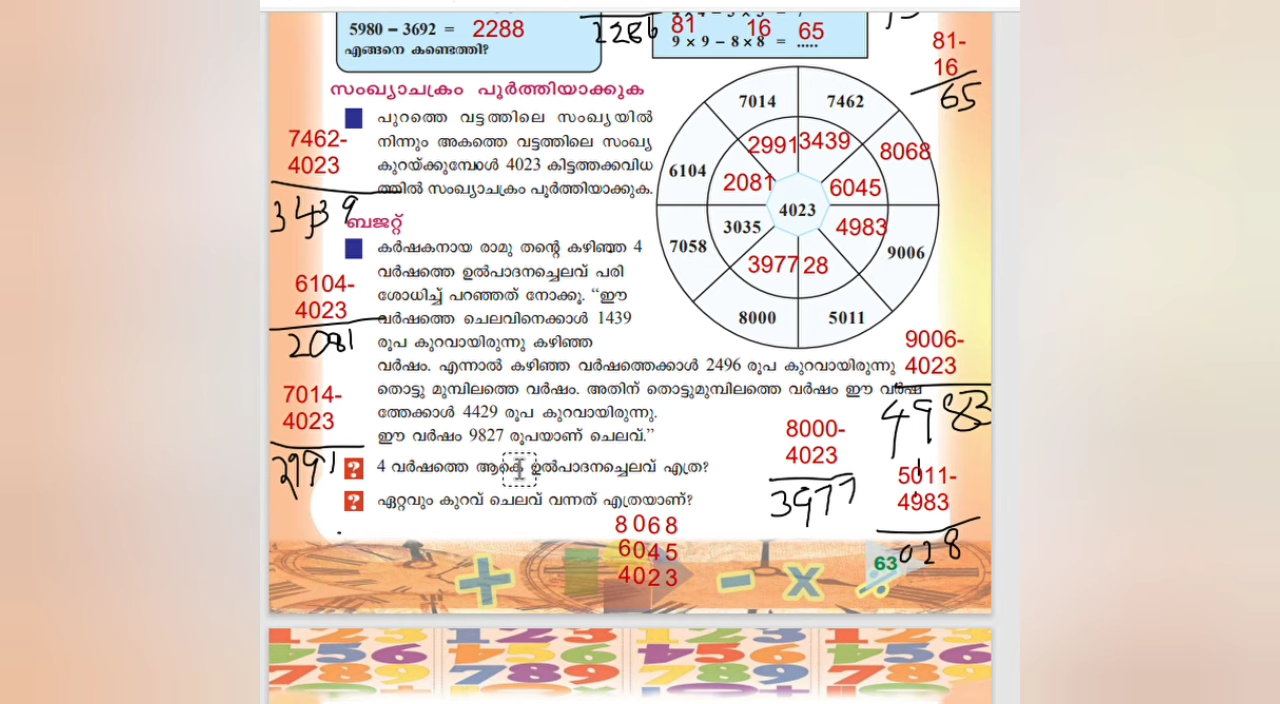 5980 – 3692 = 2288
എങ്ങനെ കണ്ടെത്തി?
81 16 65
9 × 9 – 8 × 8 = .....
81-
16
65
സംഖ്യാചക്രം പൂർത്തിയാക്കുക
പുറത്തെ വട്ടത്തിലെ സംഖ്യയിൽ
നിന്നും അകത്തെ വട്ടത്തിലെ സംഖ്യ
കുറയ്ക്കുമ്പോൾ 4023 കിട്ടത്തക്കവിധ
ത്തിൽ സംഖ്യാചക്രം പൂർത്തിയാക്കുക.
7462-
4023
3439
7014 7462
2991 3439
8068
6104
2081 6045
4023
3035 4983
7058 9006
3977 28
8000 5011
ബജറ്റ്
കർഷകനായ രാമു തന്റെ കഴിഞ്ഞ 4
വർഷത്തെ ഉൽപാദനച്ചെലവ് പരി
ശോധിച്ച് പറഞ്ഞത് നോക്കൂ. “ഈ
വർഷത്തെ ചെലവിനെക്കാൾ 1439
രൂപ കുറവായിരുന്നു കഴിഞ്ഞ
വർഷം. എന്നാൽ കഴിഞ്ഞ വർഷത്തെക്കാൾ 2496 രൂപ കുറവായിരുന്നു
തൊട്ടു മുമ്പിലത്തെ വർഷം. അതിന് തൊട്ടുമുമ്പിലത്തെ വർഷം ഈ വർഷ
ത്തേക്കാൾ 4429 രൂപ കുറവായിരുന്നു.
ഈ വർഷം 9827 രൂപയാണ് ചെലവ്.”
6104-
4023
2081
7014-
4023
2991
9006-
4023
4983
8000-
4023
3977
5011-
4983
028
4 വർഷത്തെ ആകെ ഉൽപാദനച്ചെലവ് എത്ര?
ഏറ്റവും കുറവ് ചെലവ് വന്നത് എത്രയാണ്?
8068
6045
4023
63